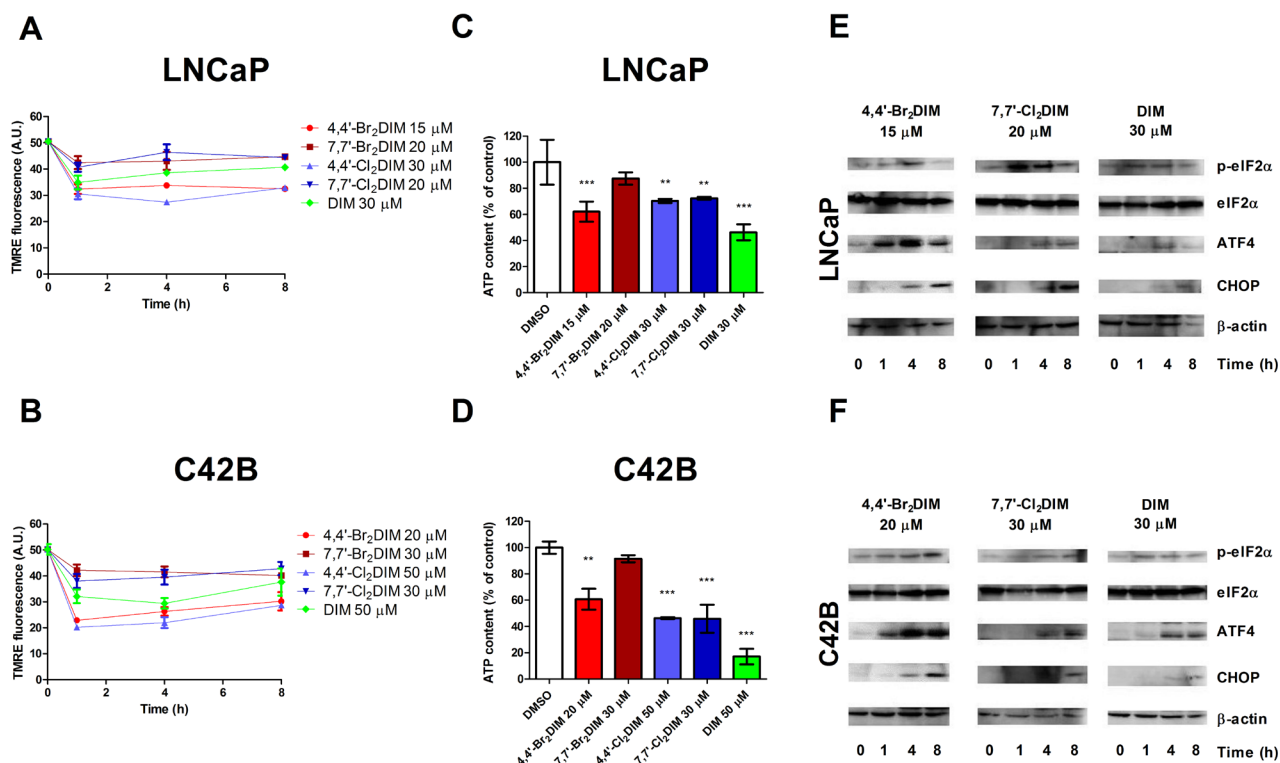 A
LNCaP
TMRE fluorescence (A.U.)
60
50
40
30
20
10
0
0
2
4
6
8
Time (h)
4,4'-Br₂DIM 15 μM
7,7'-Br₂DIM 20 μM
4,4'-Cl₂DIM 30 μM
7,7'-Cl₂DIM 20 μM
DIM 30 μM
B
C42B
TMRE fluorescence (A.U.)
60
50
40
30
20
10
0
0
2
4
6
8
Time (h)
4,4'-Br₂DIM 20 μM
7,7'-Br₂DIM 30 μM
4,4'-Cl₂DIM 50 μM
7,7'-Cl₂DIM 30 μM
DIM 50 μM
C
LNCaP
ATP content (% of control)
120
100
80
60
40
20
0
***
**
**
***
DMSO
4,4'-Br₂DIM 15 μM
7,7'-Br₂DIM 20 μM
4,4'-Cl₂DIM 30 μM
7,7'-Cl₂DIM 30 μM
DIM 30 μM
D
C42B
ATP content (% of control)
120
100
80
60
40
20
0
**
***
***
***
DMSO
4,4'-Br₂DIM 20 μM
7,7'-Br₂DIM 30 μM
4,4'-Cl₂DIM 50 μM
7,7'-Cl₂DIM 30 μM
DIM 50 μM
E
LNCaP
4,4'-Br₂DIM 7,7'-Cl₂DIM DIM
15 μM 20 μM 30 μM
p-eIF2α
eIF2α
ATF4
CHOP
β-actin
0 1 4 8 0 1 4 8 0 1 4 8 Time (h)
F
C42B
4,4'-Br₂DIM 7,7'-Cl₂DIM DIM
20 μM 30 μM 30 μM
p-eIF2α
eIF2α
ATF4
CHOP
β-actin
0 1 4 8 0 1 4 8 0 1 4 8 Time (h)